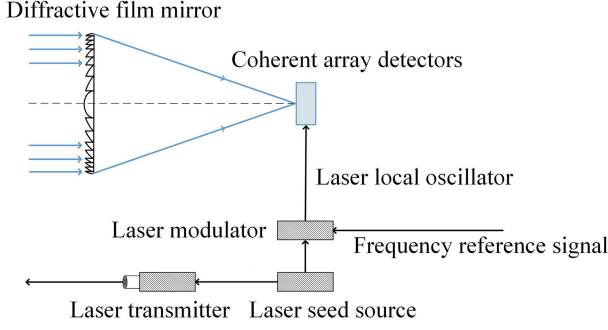 Diffractive film mirror
Coherent array detectors
Laser local oscillator
Laser modulator
Frequency reference signal
Laser transmitter
Laser seed source